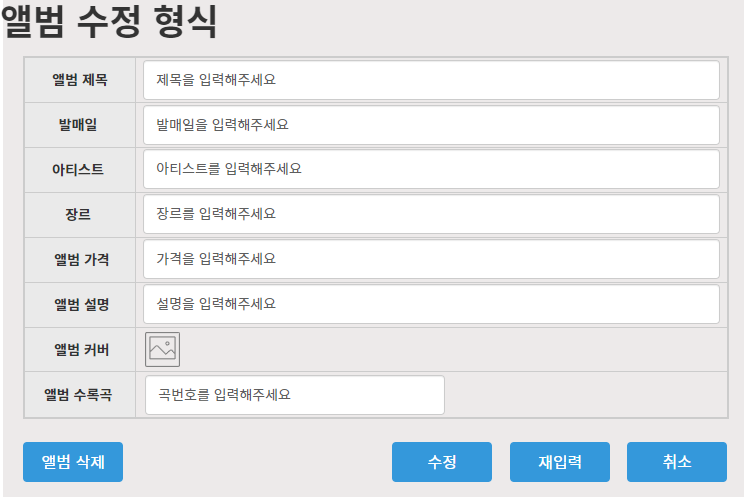 앨범 수정 형식
앨범 제목 제목을 입력해주세요
발매일 발매일을 입력해주세요
아티스트 아티스트를 입력해주세요
장르 장르를 입력해주세요
앨범 가격 가격을 입력해주세요
앨범 설명 설명을 입력해주세요
앨범 커버
앨범 수록곡 곡번호를 입력해주세요
앨범 삭제 수정 재입력 취소